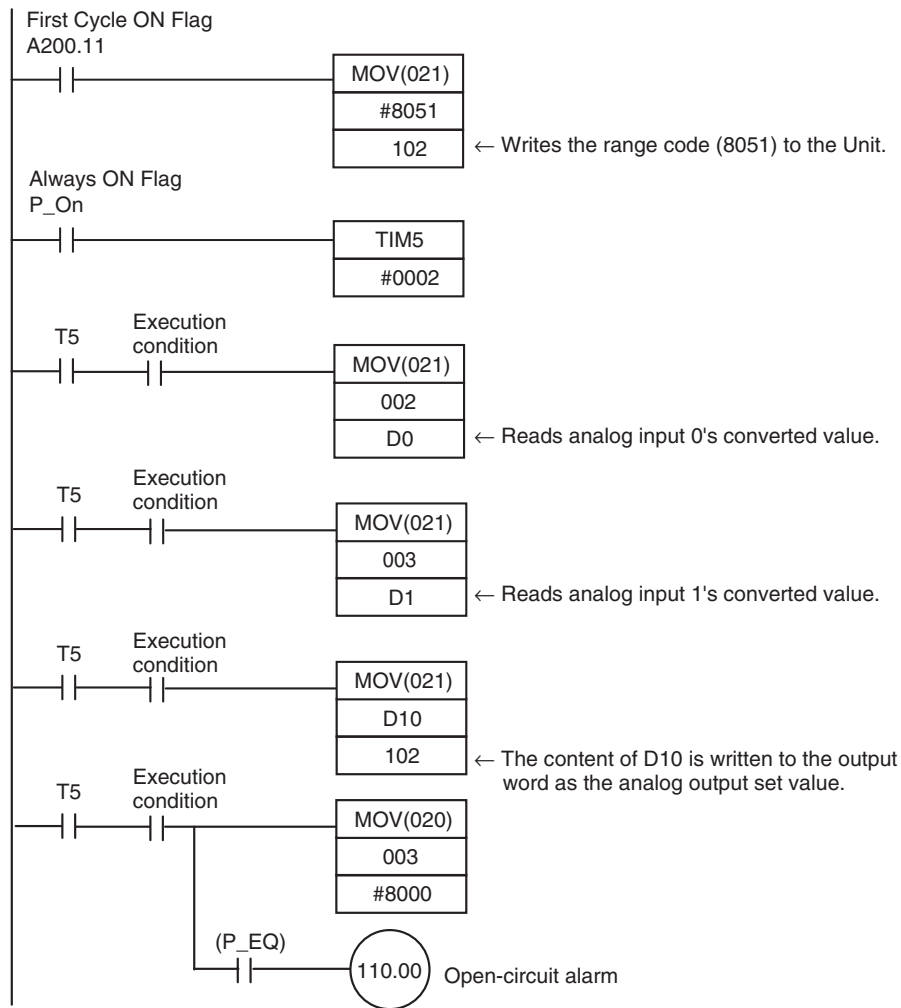 First Cycle ON Flag
A200.11
MOV(021)
#8051
102
← Writes the range code (8051) to the Unit.
Always ON Flag
P_On
TIM5
#0002
T5
Execution
condition
MOV(021)
002
D0
← Reads analog input 0's converted value.
T5
Execution
condition
MOV(021)
003
D1
← Reads analog input 1's converted value.
T5
Execution
condition
MOV(021)
D10
102
← The content of D10 is written to the output
word as the analog output set value.
T5
Execution
condition
MOV(020)
003
#8000
(P_EQ)
110.00
Open-circuit alarm